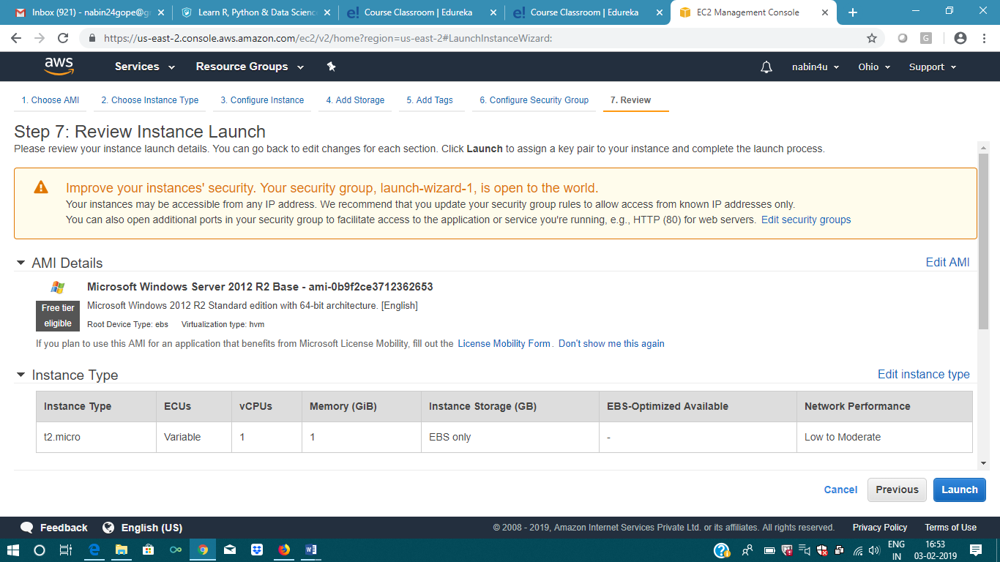 Inbox (921) - nabin24gope@g
Learn R, Python & Data Scienc
e! Course Classroom | Edureka
e! Course Classroom | Edureka
EC2 Management Console
https://us-east-2.console.aws.amazon.com/ec2/v2/home?region=us-east-2#LaunchInstanceWizard:
G
aws Services Resource Groups nabin4u Ohio Support
1. Choose AMI 2. Choose Instance Type 3. Configure Instance 4. Add Storage 5. Add Tags 6. Configure Security Group 7. Review
Step 7: Review Instance Launch
Please review your instance launch details. You can go back to edit changes for each section. Click Launch to assign a key pair to your instance and complete the launch process.
Improve your instances' security. Your security group, launch-wizard-1, is open to the world.
Your instances may be accessible from any IP address. We recommend that you update your security group rules to allow access from known IP addresses only.
You can also open additional ports in your security group to facilitate access to the application or service you're running, e.g., HTTP (80) for web servers. Edit security groups
AMI Details Edit AMI
Microsoft Windows Server 2012 R2 Base - ami-0b9f2ce3712362653
Free tier eligible
Microsoft Windows 2012 R2 Standard edition with 64-bit architecture. [English]
Root Device Type: ebs Virtualization type: hvm
If you plan to use this AMI for an application that benefits from Microsoft License Mobility, fill out the License Mobility Form. Don't show me this again
Instance Type Edit instance type
Instance Type ECUs vCPUs Memory (GiB) Instance Storage (GB) EBS-Optimized Available Network Performance
t2.micro Variable 1 1 EBS only - Low to Moderate
Cancel Previous Launch
Feedback English (US) © 2008 - 2019, Amazon Internet Services Private Ltd. or its affiliates. All rights reserved. Privacy Policy Terms of Use
ENG 16:53
IN 03-02-2019